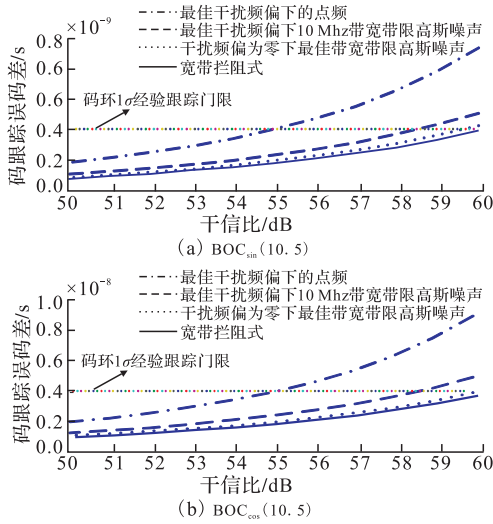 ×10⁻⁹
最佳干扰频偏下的点频
最佳干扰频偏下10 Mhz带宽带限高斯噪声
干扰频偏为零下最佳带宽带限高斯噪声
宽带拦阻式
码环1σ经验跟踪门限
码跟踪误码差/s
0.8
0.6
0.4
0.2
0.0
50 51 52 53 54 55 56 57 58 59 60
干信比/dB
(a) BOCsin(10.5)
×10⁻⁸
最佳干扰频偏下的点频
最佳干扰频偏下10 Mhz带宽带限高斯噪声
干扰频偏为零下最佳带宽带限高斯噪声
宽带拦阻式
码环1σ经验跟踪门限
码跟踪误码差/s
1.0
0.8
0.6
0.4
0.2
0.0
50 51 52 53 54 55 56 57 58 59 60
干信比/dB
(b) BOCcos(10.5)